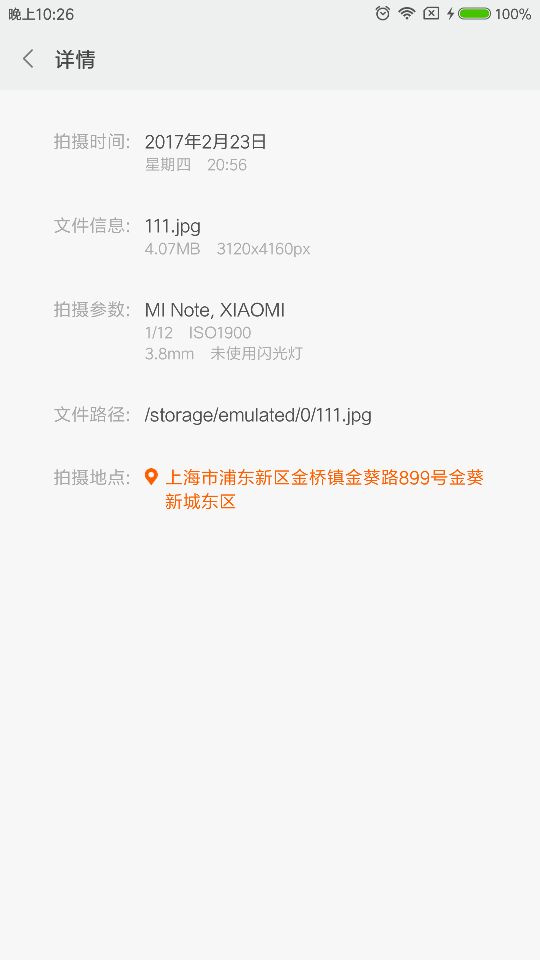 晚上10:26 100%
详情
拍摄时间: 2017年2月23日
星期四 20:56
文件信息: 111.jpg
4.07MB 3120x4160px
拍摄参数: MI Note, XIAOMI
1/12 ISO1900
3.8mm 未使用闪光灯
文件路径: /storage/emulated/0/111.jpg
拍摄地点: 上海市浦东新区金桥镇金葵路899号金葵
新城东区